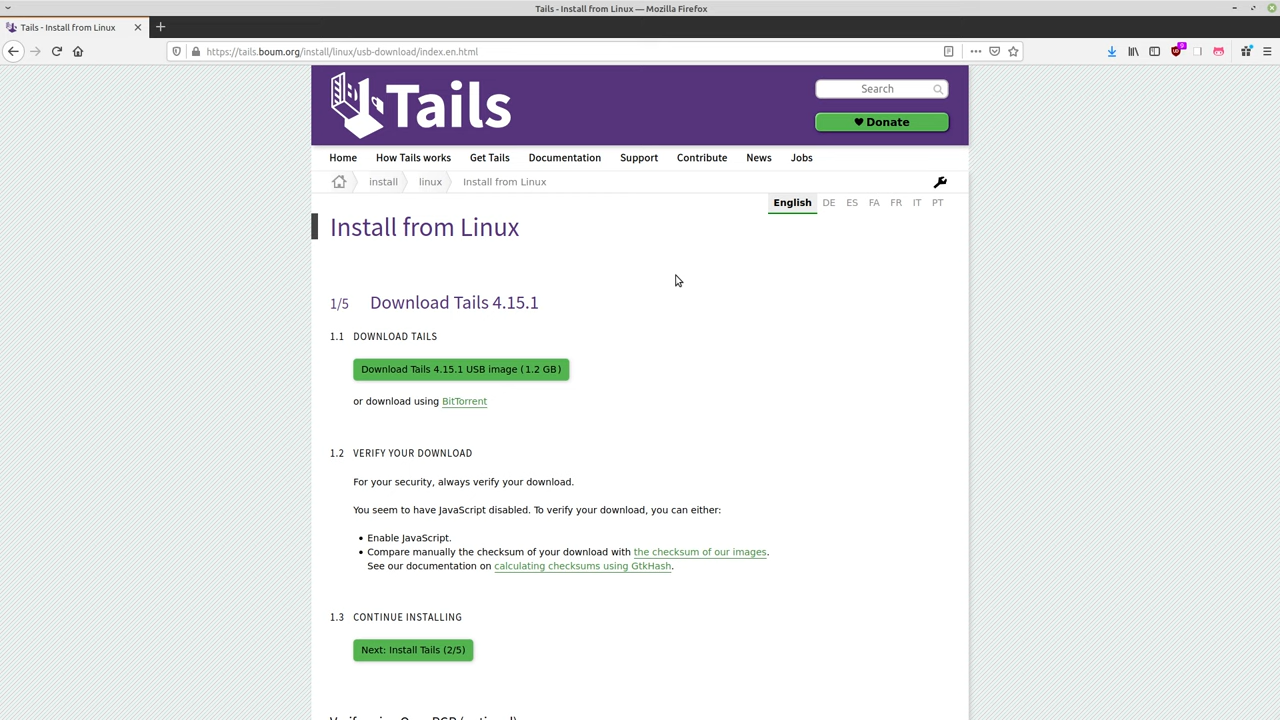 Tails - Install from Linux — Mozilla Firefox
Tails - Install from Linux
https://tails.boum.org/install/linux/usb-download/index.en.html
Tails
Search
Donate
Home How Tails works Get Tails Documentation Support Contribute News Jobs
install linux Install from Linux
English DE ES FA FR IT PT
Install from Linux
1/5 Download Tails 4.15.1
1.1 DOWNLOAD TAILS
Download Tails 4.15.1 USB image (1.2 GB)
or download using BitTorrent
1.2 VERIFY YOUR DOWNLOAD
For your security, always verify your download.
You seem to have JavaScript disabled. To verify your download, you can either:
• Enable JavaScript.
• Compare manually the checksum of your download with the checksum of our images.
See our documentation on calculating checksums using GtkHash.
1.3 CONTINUE INSTALLING
Next: Install Tails (2/5)